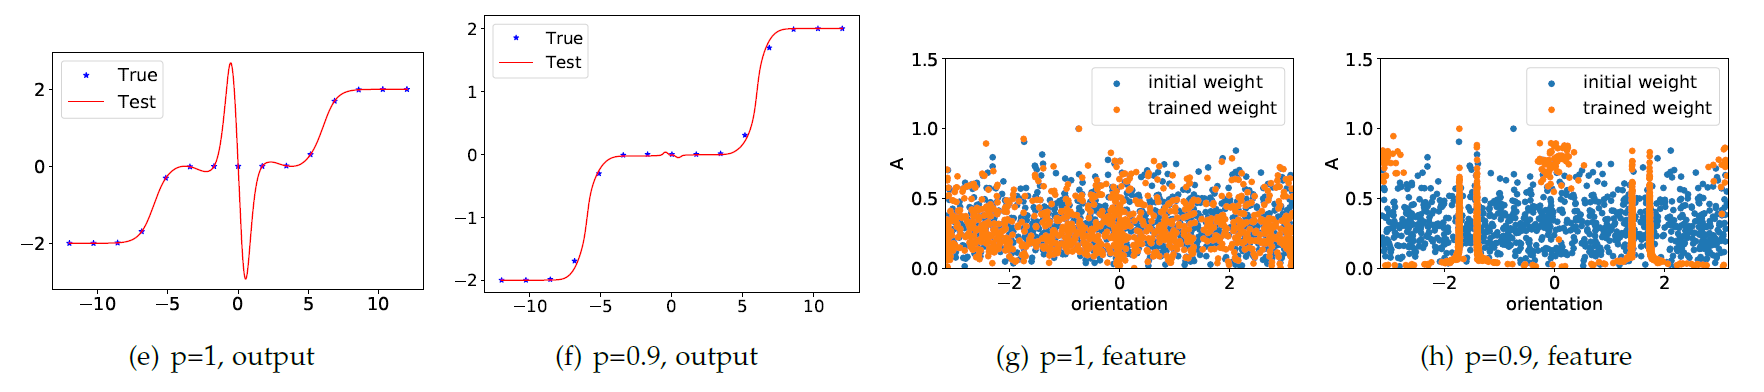 True
Test
2
0
−2
−10
−5
0
5
10
(e) p=1, output
True
Test
2
1
0
−1
−2
−10
−5
0
5
10
(f) p=0.9, output
1.5
1.0
0.5
0.0
A
initial weight
trained weight
−2
0
2
orientation
(g) p=1, feature
1.5
1.0
0.5
0.0
A
initial weight
trained weight
−2
0
2
orientation
(h) p=0.9, feature